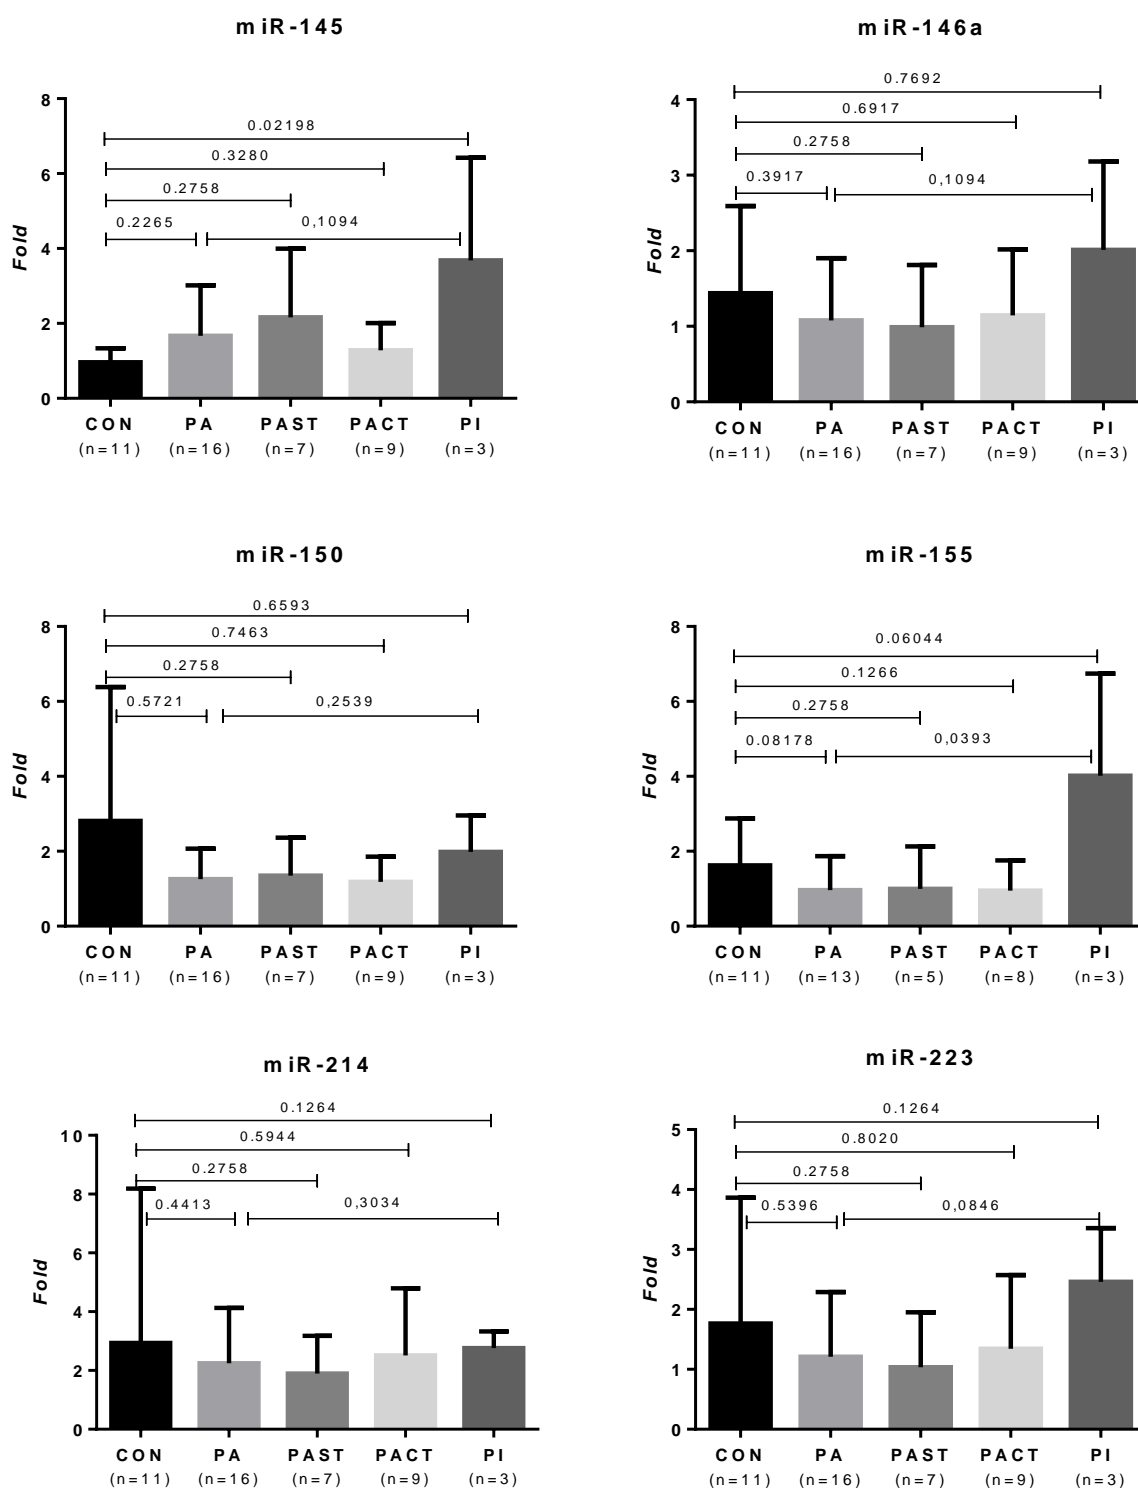 miR-145
8
6
4
2
0
Fold
0.02198
0.3280
0.2758
0.2265 0,1094
CON PA PAST PACT PI
(n=11) (n=16) (n=7) (n=9) (n=3)
miR-146a
4
3
2
1
0
Fold
0.7692
0.6917
0.2758
0.3917 0,1094
CON PA PAST PACT PI
(n=11) (n=16) (n=7) (n=9) (n=3)
miR-150
8
6
4
2
0
Fold
0.6593
0.7463
0.2758
0.5721 0,2539
CON PA PAST PACT PI
(n=11) (n=16) (n=7) (n=9) (n=3)
miR-155
8
6
4
2
0
Fold
0.06044
0.1266
0.2758
0.08178 0,0393
CON PA PAST PACT PI
(n=11) (n=13) (n=5) (n=8) (n=3)
miR-214
10
8
6
4
2
0
Fold
0.1264
0.5944
0.2758
0.4413 0,3034
CON PA PAST PACT PI
(n=11) (n=16) (n=7) (n=9) (n=3)
miR-223
5
4
3
2
1
0
Fold
0.1264
0.8020
0.2758
0.5396 0,0846
CON PA PAST PACT PI
(n=11) (n=16) (n=7) (n=9) (n=3)